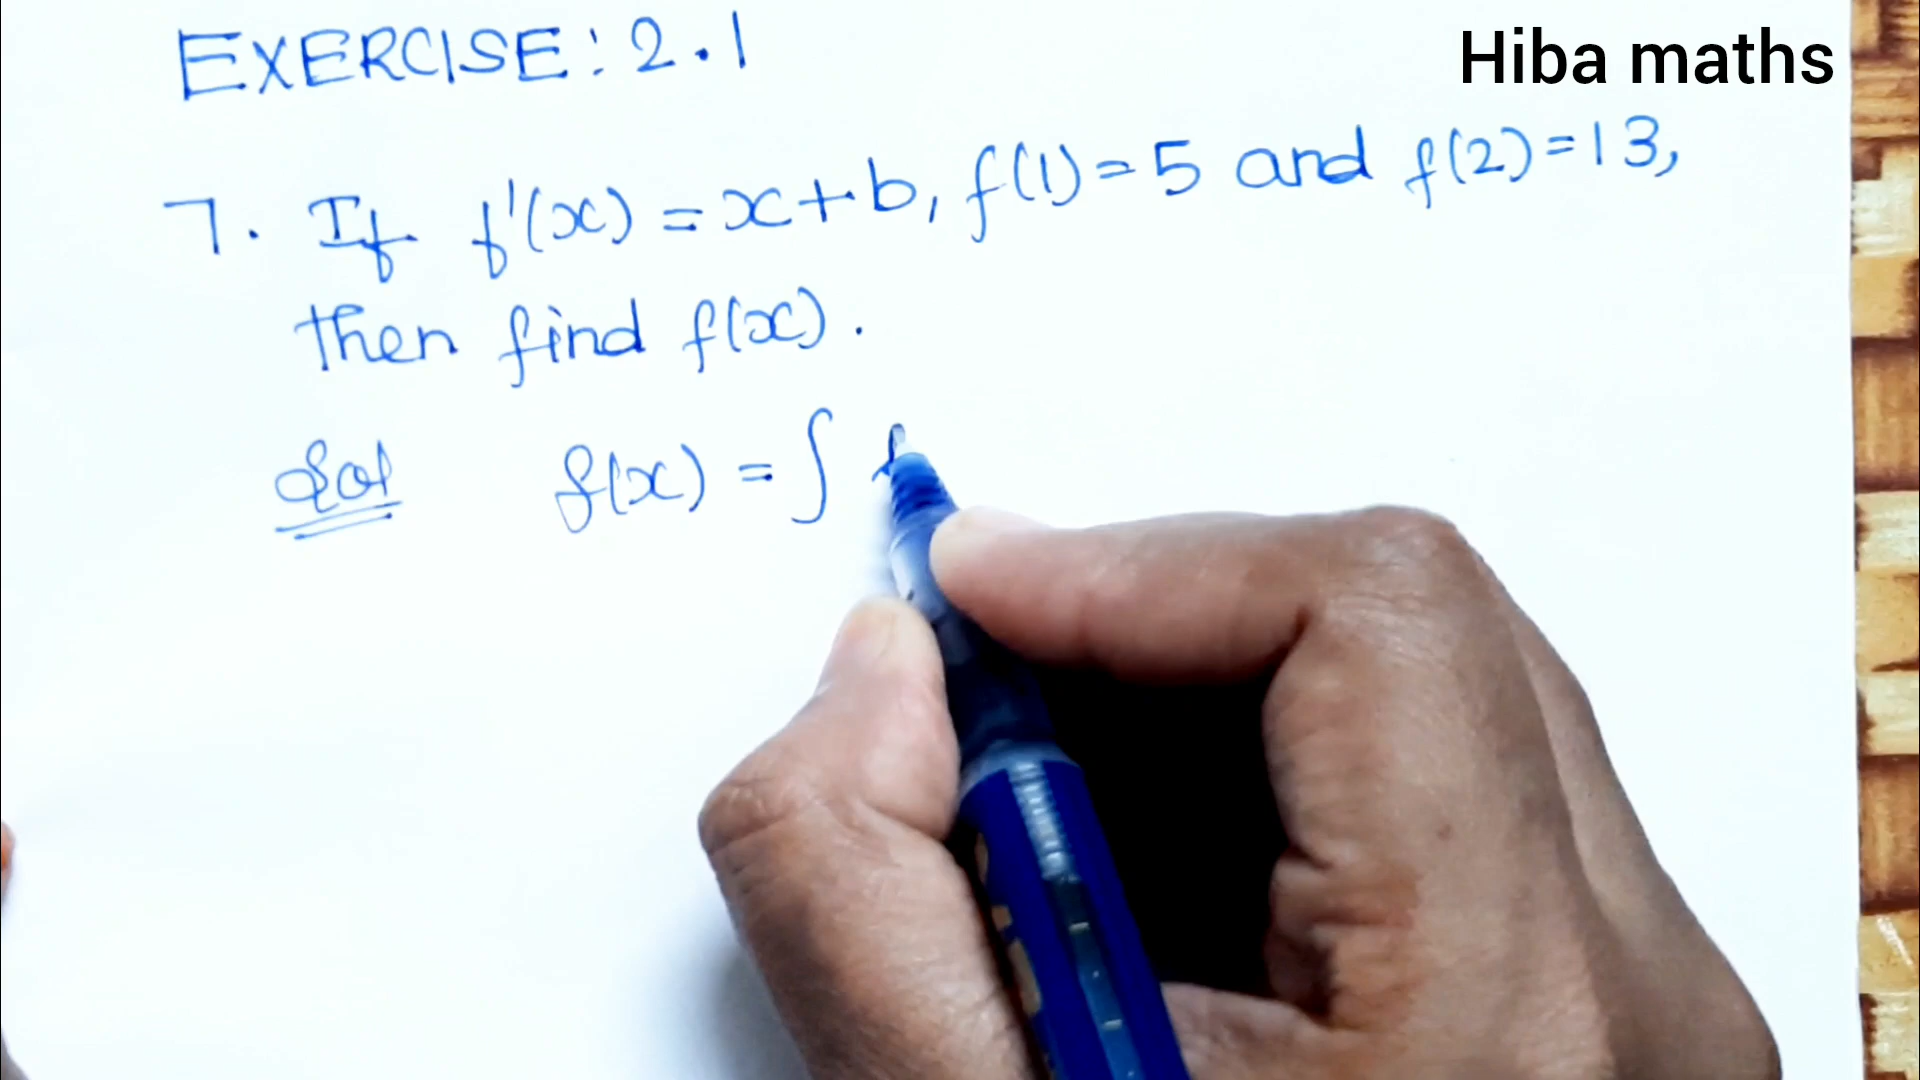 EXERCISE: 2.1
Hiba maths
7. If f'(x) = x+b, f(1)=5 and f(2)=13,
then find f(x).
Sol f(x) = ∫